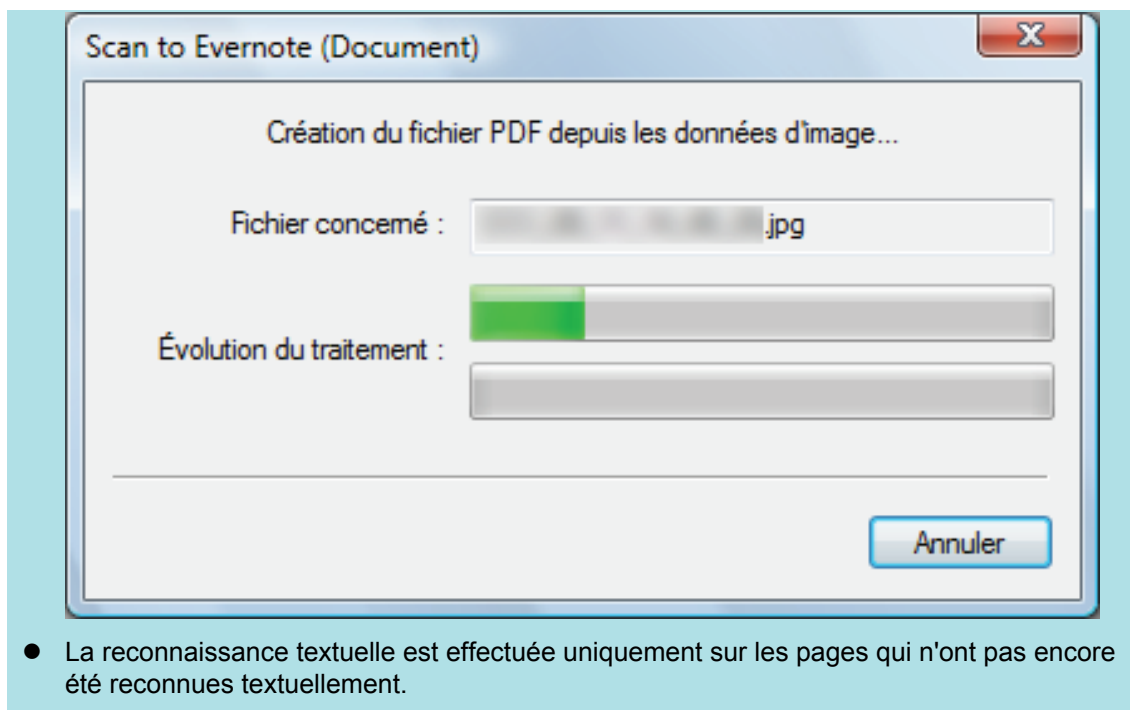 Scan to Evernote (Document)
Création du fichier PDF depuis les données d'image...
Fichier concerné : .jpg
Évolution du traitement :
Annuler
● La reconnaissance textuelle est effectuée uniquement sur les pages qui n'ont pas encore
été reconnues textuellement.